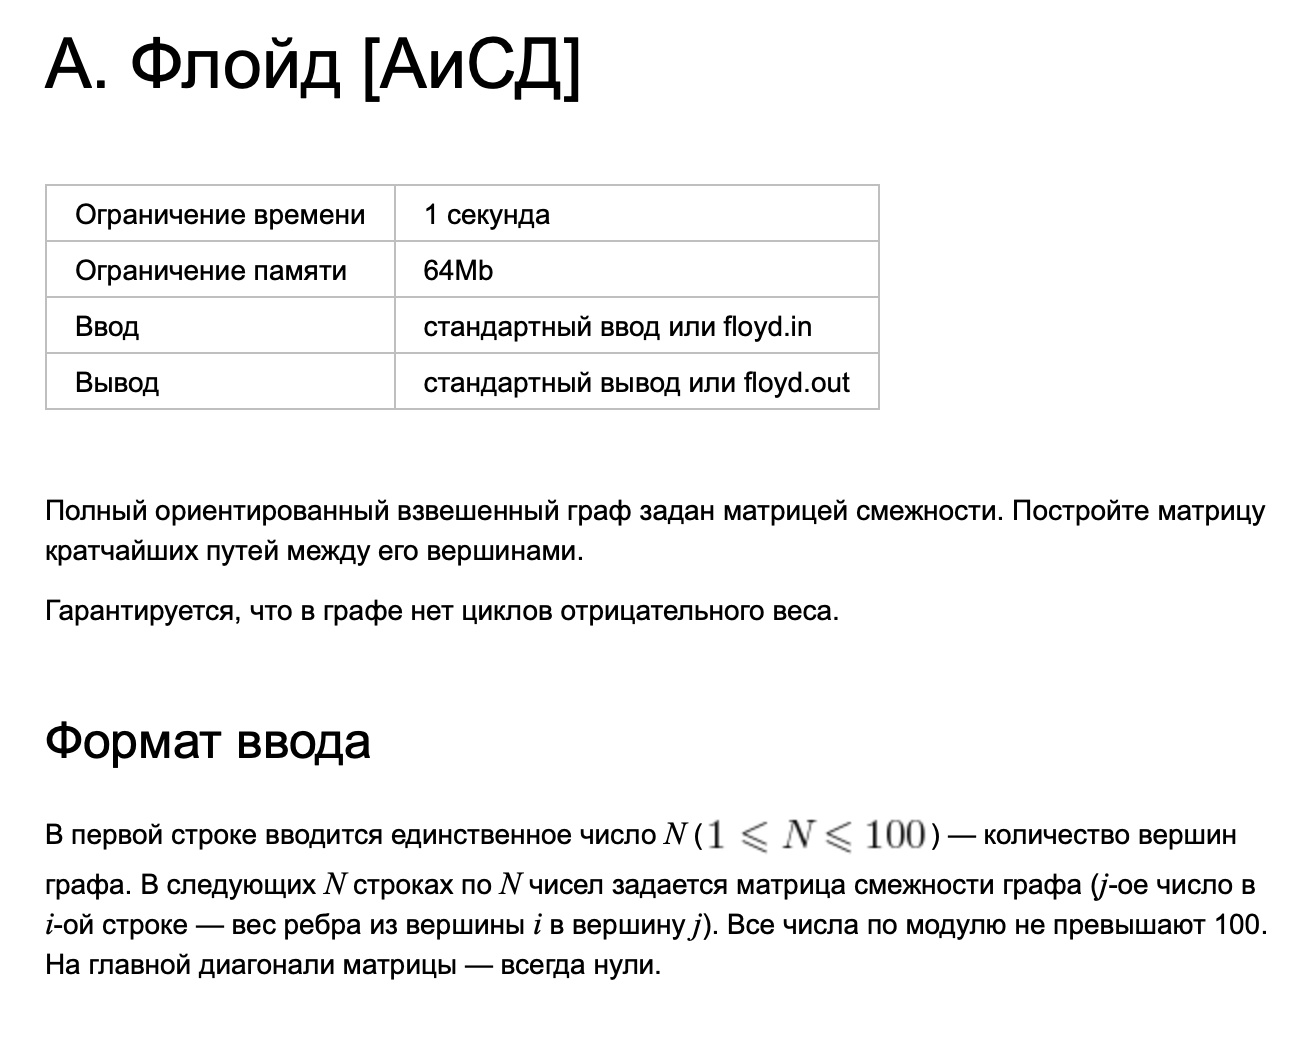 А. Флойд [АиСД]
Ограничение времени 1 секунда
Ограничение памяти 64Mb
Ввод стандартный ввод или floyd.in
Вывод стандартный вывод или floyd.out
Полный ориентированный взвешенный граф задан матрицей смежности. Постройте матрицу
кратчайших путей между его вершинами.
Гарантируется, что в графе нет циклов отрицательного веса.
Формат ввода
В первой строке вводится единственное число N (1 ⩽ N ⩽ 100) — количество вершин
графа. В следующих N строках по N чисел задается матрица смежности графа (j-ое число в
i-ой строке — вес ребра из вершины i в вершину j). Все числа по модулю не превышают 100.
На главной диагонали матрицы — всегда нули.